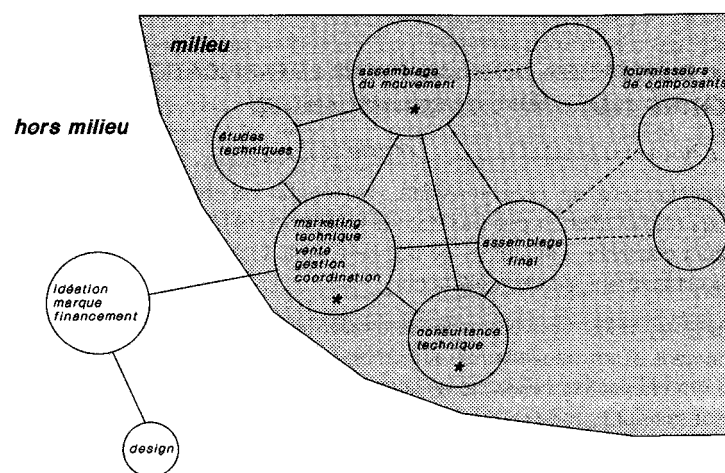 milieu
assemblage
du mouvement
*
fournisseurs
de composants
hors milieu
études
techniques
marketing
technique
vente
gestion
coordination
*
assemblage
final
idéation
marque
financement
consultance
technique
*
design